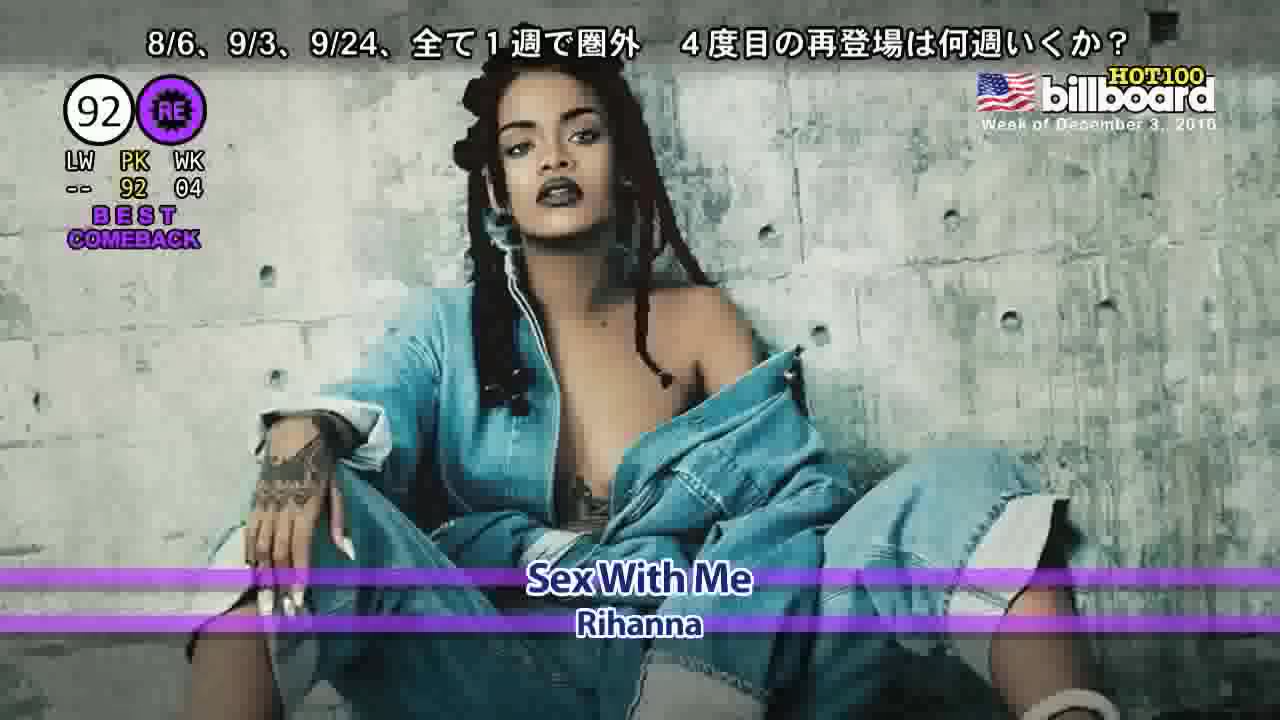 8/6、9/3、9/24、全て１週で圏外　４度目の再登場は何週いくか？
92 RE
LW PK WK
-- 92 04
BEST
COMEBACK
HOT100
billboard
Week of December 3, 2016
Sex With Me
Rihanna